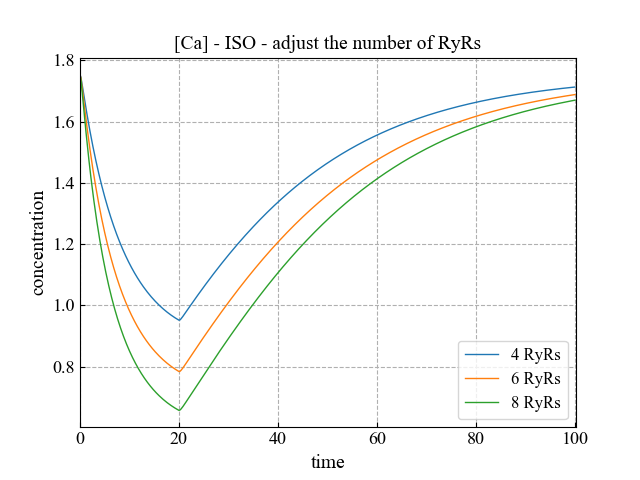 [Ca] - ISO - adjust the number of RyRs
concentration
1.8
1.6
1.4
1.2
1.0
0.8
0
20
40
60
80
100
time
4 RyRs
6 RyRs
8 RyRs